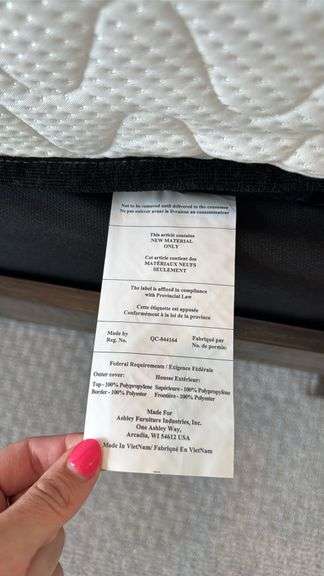 Not to be removed until delivered to the consumer
Ne pas enlever avant la livraison au consommateur
This article contains
NEW MATERIAL
ONLY
Cet article contient des
MATÉRIAUX NEUFS
SEULEMENT
The label is affixed in compliance
with Provincial Law
Cette étiquette est apposée
Conformément à la loi de la province
Made by QC-844164 Fabriqué par
Reg. No. No. de permis:
Federal Requirements / Exigence Fédérale
Outer cover: Housse Extérieur:
Top - 100% Polypropylene Supérieure - 100% Polypropylène
Border - 100% Polyester Frontière - 100% Polyester
Made For
Ashley Furniture Industries, Inc.
One Ashley Way,
Arcadia, WI 54612 USA
Made In VietNam/ Fabriqué En VietNam